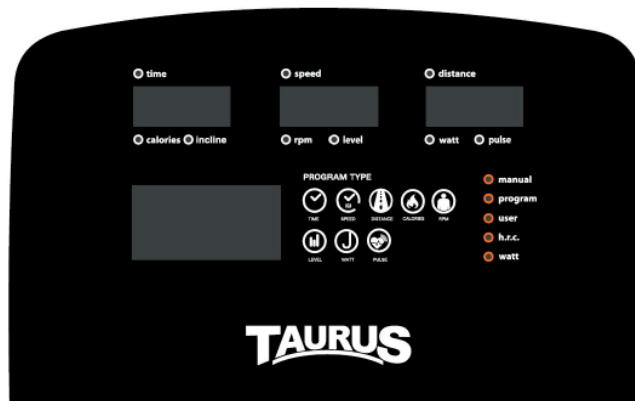 time speed distance
calories incline rpm level watt pulse
PROGRAM TYPE
manual
program
user
h.r.c.
watt
TIME SPEED DISTANCE CALORIES RPM
LEVEL WATT PULSE
TAURUS